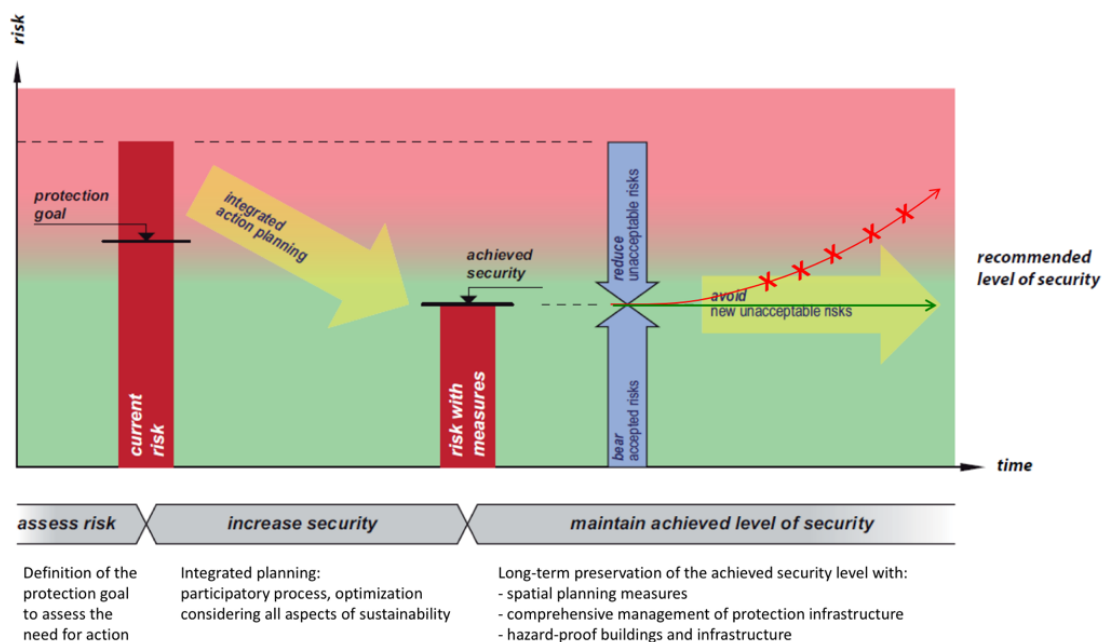 risk
protection
goal
integrated
action planning
achieved
security
reduce
unacceptable risks
avoid
new unacceptable risks
recommended
level of security
current
risk
risk with
measures
bear
accepted risks
time
assess risk
increase security
maintain achieved level of security
Definition of the
protection goal
to assess the
need for action
Integrated planning:
participatory process, optimization
considering all aspects of sustainability
Long-term preservation of the achieved security level with:
- spatial planning measures
- comprehensive management of protection infrastructure
- hazard-proof buildings and infrastructure